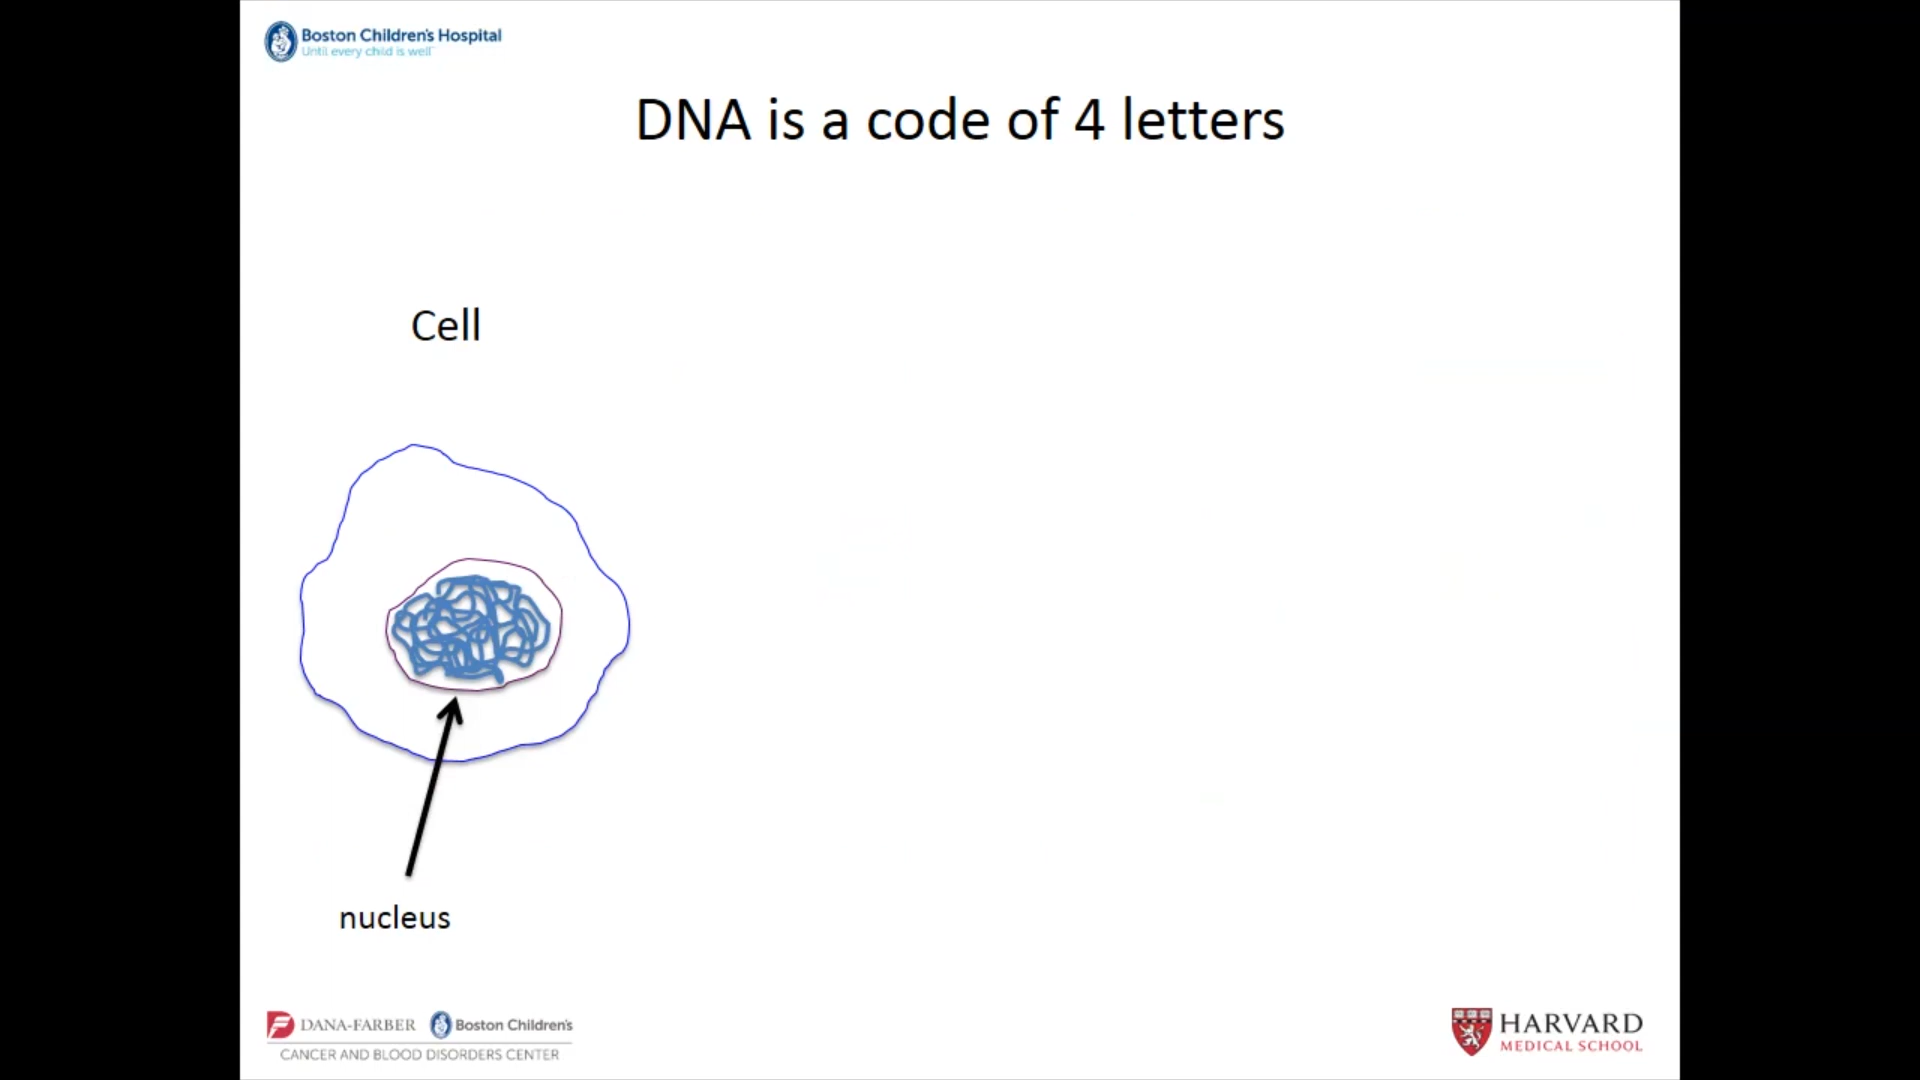 Boston Children's Hospital
Until every child is well™
DNA is a code of 4 letters
Cell
nucleus
DANA-FARBER Boston Children's
CANCER AND BLOOD DISORDERS CENTER
HARVARD
MEDICAL SCHOOL